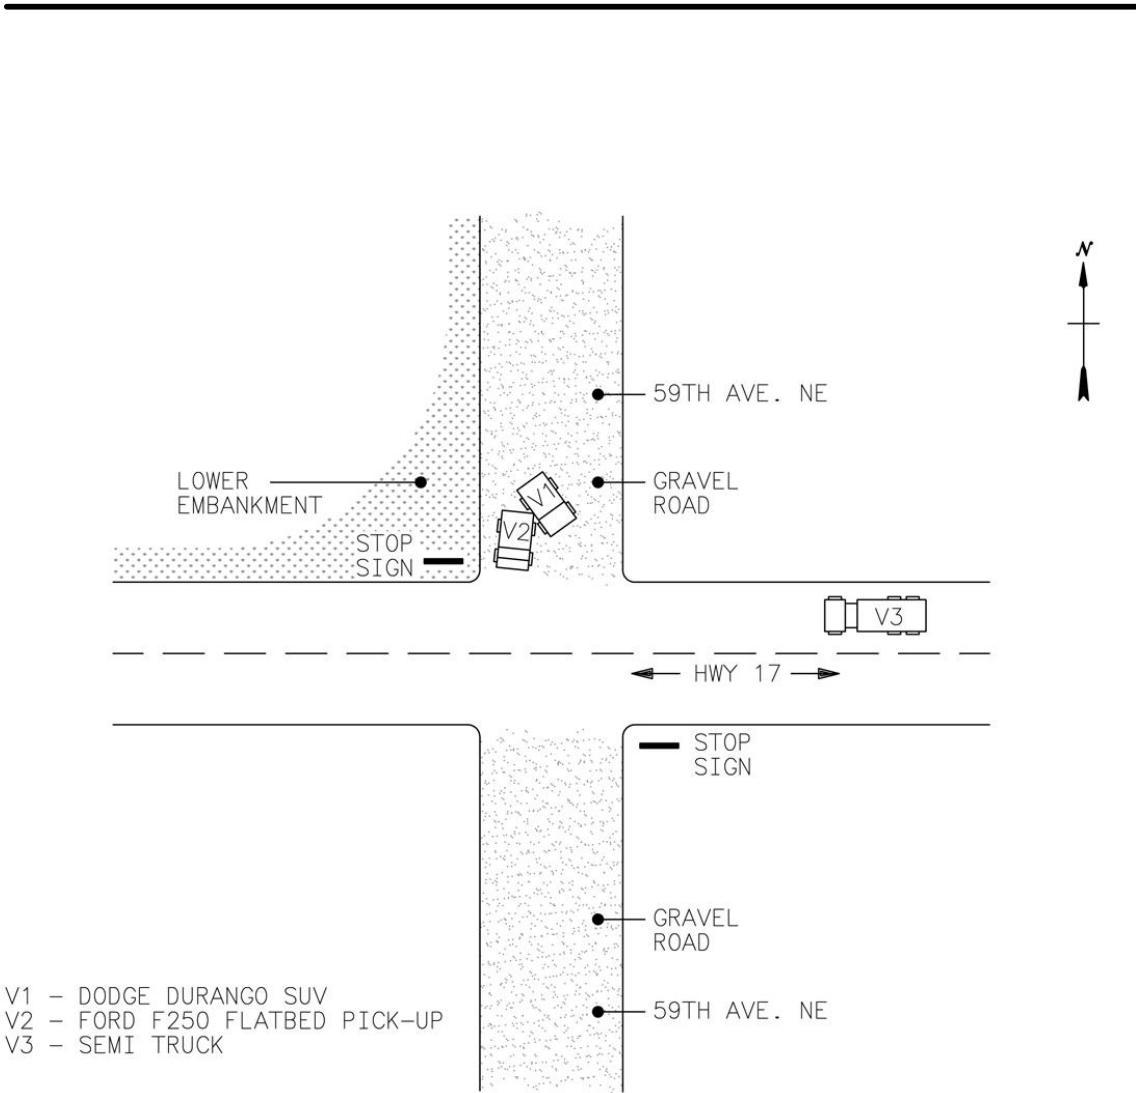 N
59TH AVE. NE
LOWER
EMBANKMENT
GRAVEL
ROAD
V1
V2
STOP
SIGN
V3
HWY 17
STOP
SIGN
GRAVEL
ROAD
59TH AVE. NE
V1 – DODGE DURANGO SUV
V2 – FORD F250 FLATBED PICK-UP
V3 – SEMI TRUCK